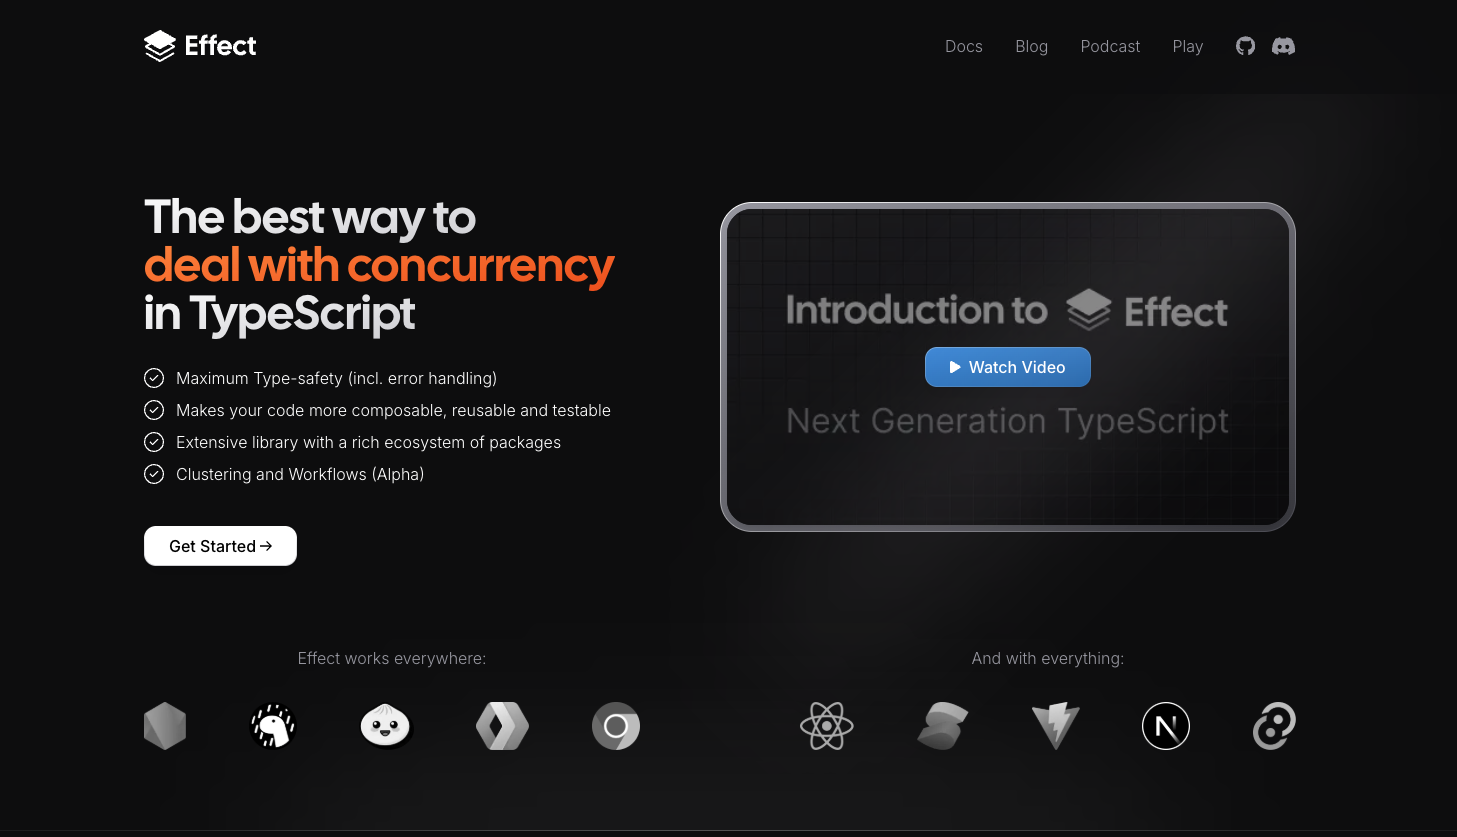 Effect
Docs Blog Podcast Play
The best way to
deal with concurrency
in TypeScript
Maximum Type-safety (incl. error handling)
Makes your code more composable, reusable and testable
Extensive library with a rich ecosystem of packages
Clustering and Workflows (Alpha)
Get Started →
Introduction to Effect
Watch Video
Next Generation TypeScript
Effect works everywhere:
And with everything:
N